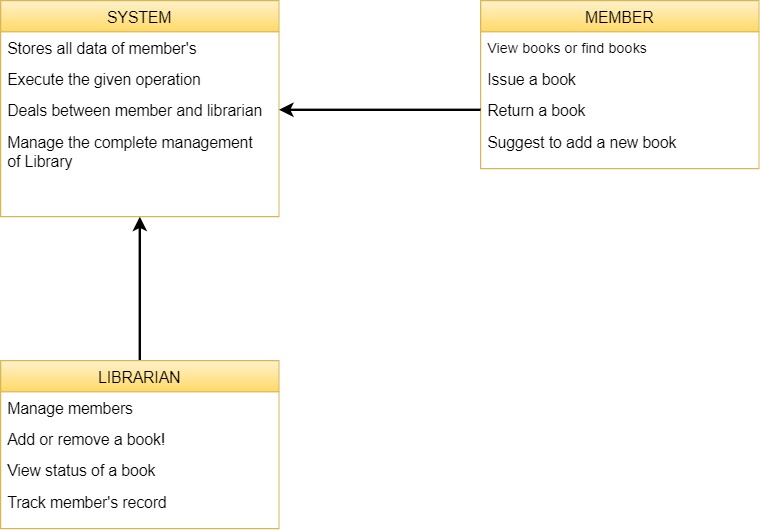 SYSTEM
Stores all data of member's
Execute the given operation
Deals between member and librarian
Manage the complete management
of Library
MEMBER
View books or find books
Issue a book
Return a book
Suggest to add a new book
LIBRARIAN
Manage members
Add or remove a book!
View status of a book
Track member's record